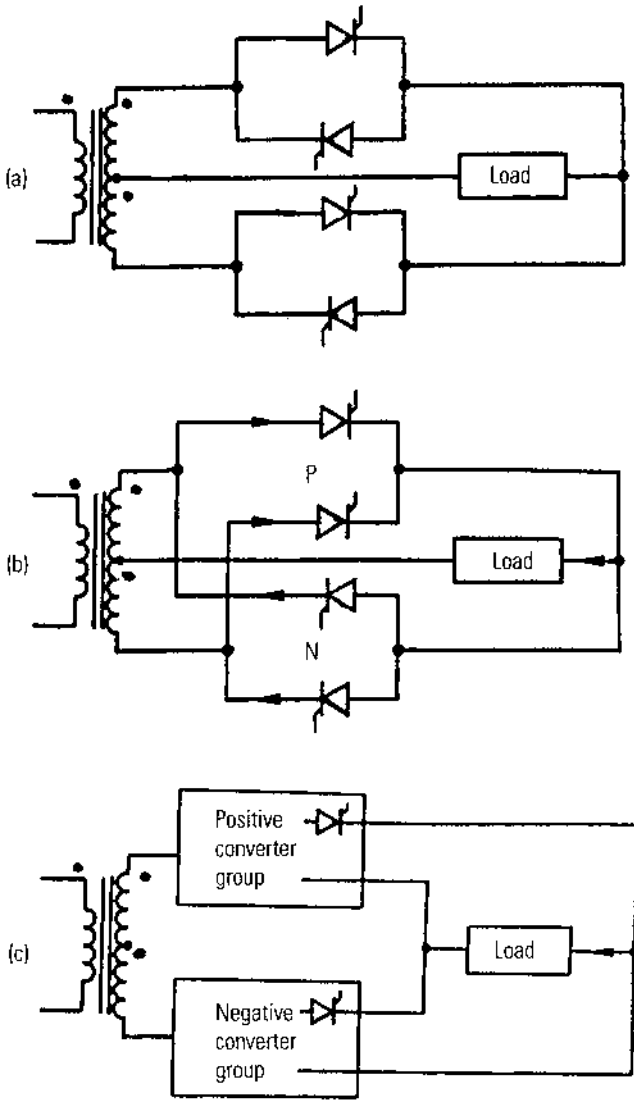 (a)
Load
P
(b)
Load
N
Positive
converter
group
(c)
Load
Negative
converter
group